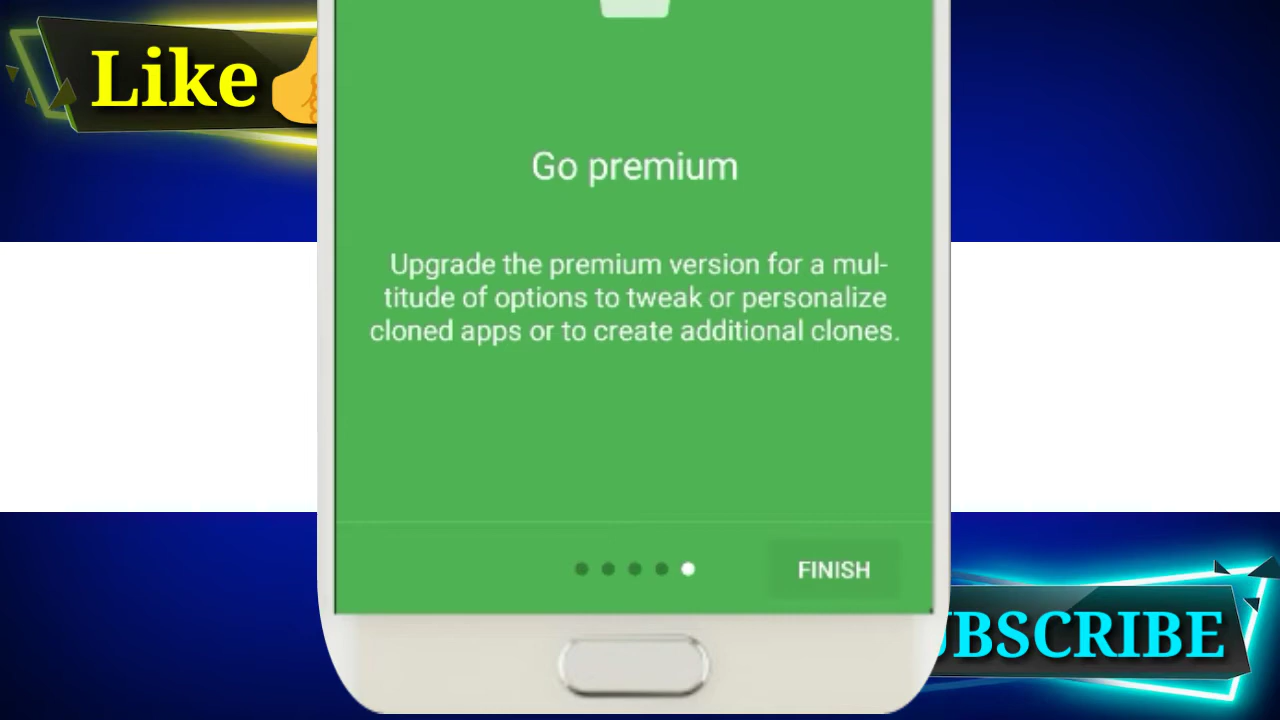 Like
Go premium
Upgrade the premium version for a mul-
titude of options to tweak or personalize
cloned apps or to create additional clones.
FINISH
UBSCRIBE